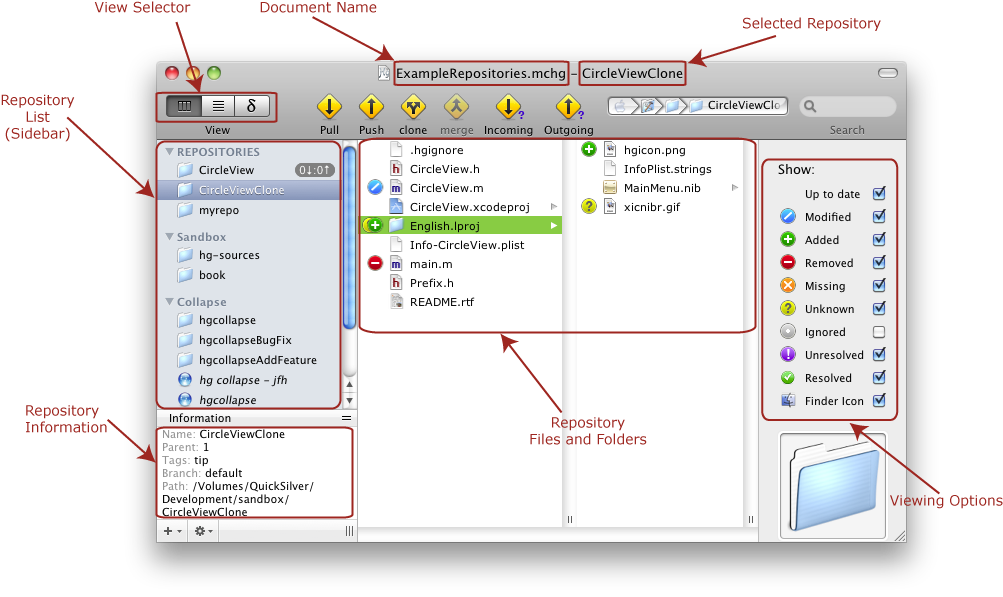 View Selector
Document Name
Selected Repository
ExampleRepositories.mchg – CircleViewClone
Repository
List
(Sidebar)
δ
View
Pull
Push
clone
merge
?
Incoming
?
Outgoing
CircleViewClo
Search
REPOSITORIES
CircleView
0↓:0↑
CircleViewClone
myrepo
Sandbox
hg-sources
book
Collapse
hgcollapse
hgcollapseBugFix
hgcollapseAddFeature
hg collapse - jfh
hgcollapse
.hgignore
h CircleView.h
m CircleView.m
CircleView.xcodeproj
English.lproj
Info-CircleView.plist
m main.m
h Prefix.h
README.rtf
hgicon.png
InfoPlist.strings
MainMenu.nib
? xicnibr.gif
Show:
Up to date
Modified
Added
Removed
Missing
? Unknown
Ignored
! Unresolved
Resolved
Finder Icon
Repository
Information
Information
Name: CircleViewClone
Parent: 1
Tags: tip
Branch: default
Path: /Volumes/QuickSilver/
Development/sandbox/
CircleViewClone
Repository
Files and Folders
Viewing Options